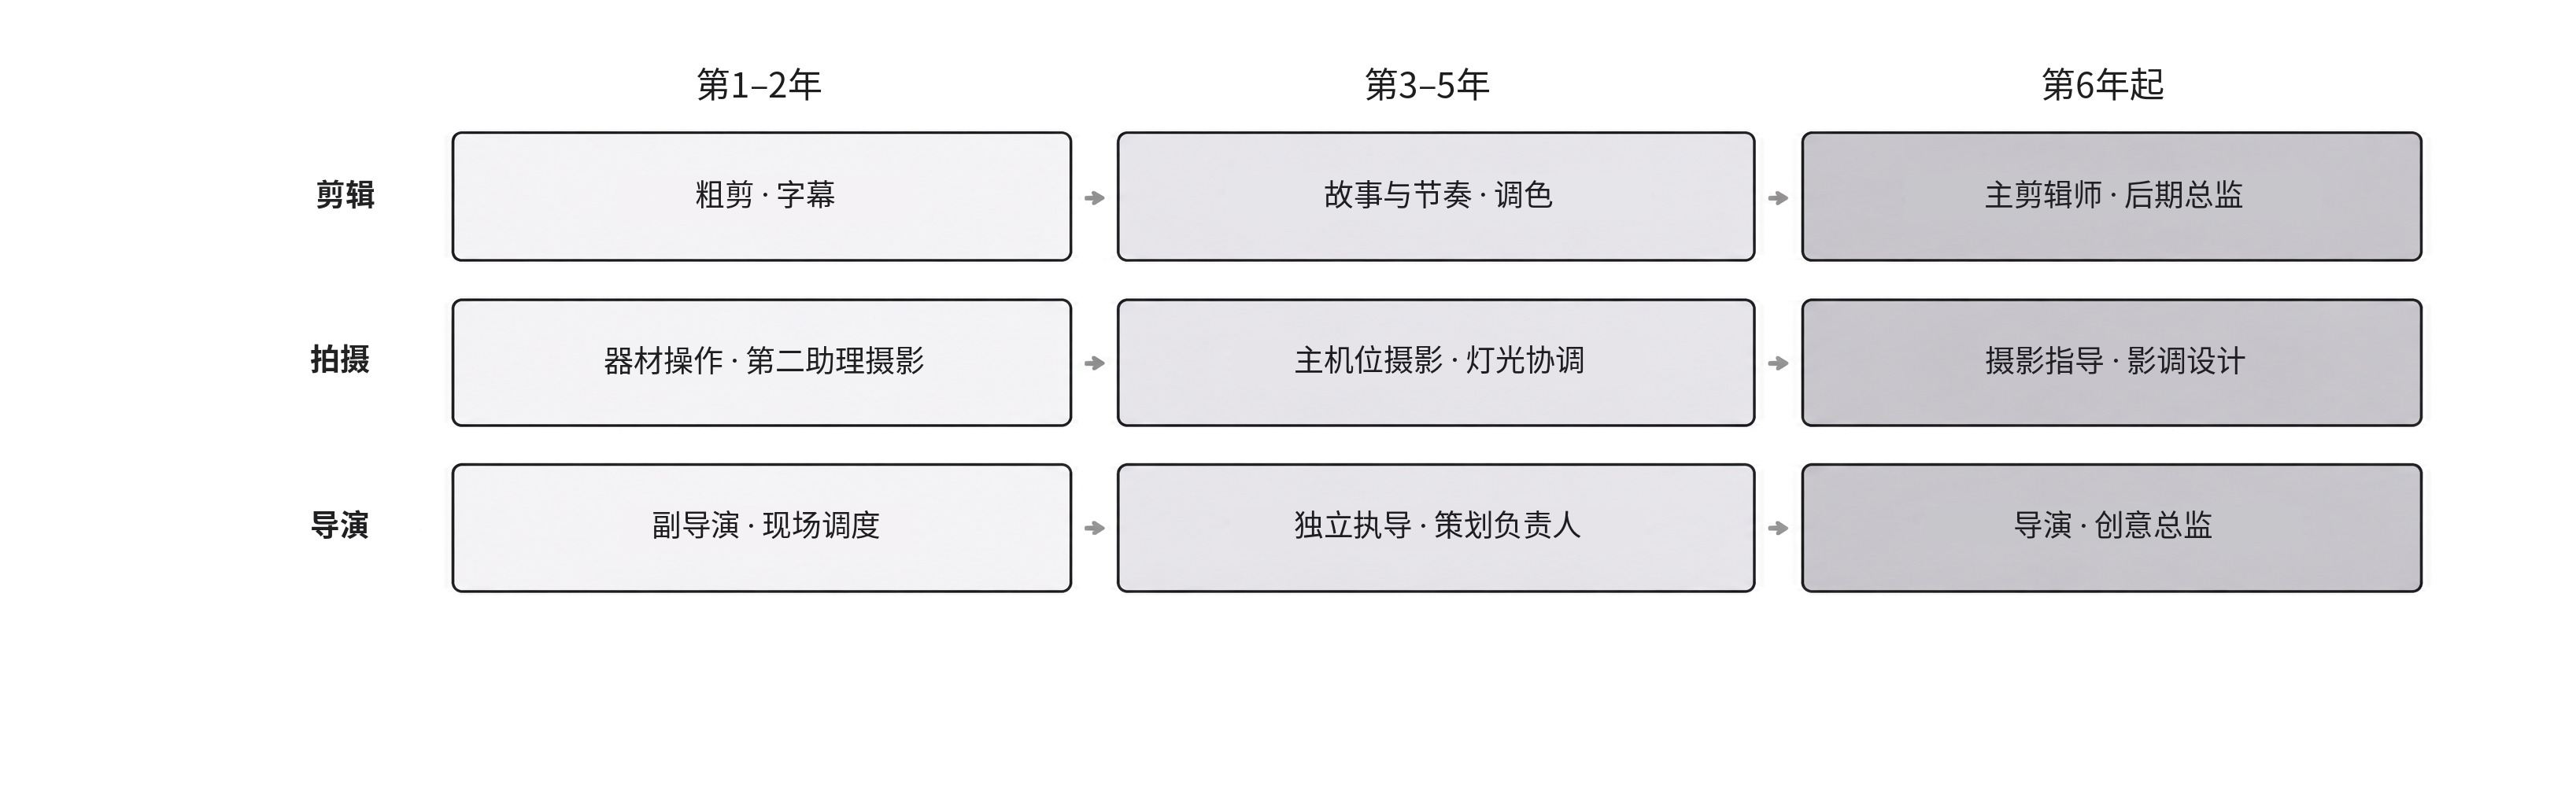 第1–2年 第3–5年 第6年起
剪辑 粗剪 · 字幕 故事与节奏 · 调色 主剪辑师 · 后期总监
拍摄 器材操作 · 第二助理摄影 主机位摄影 · 灯光协调 摄影指导 · 影调设计
导演 副导演 · 现场调度 独立执导 · 策划负责人 导演 · 创意总监